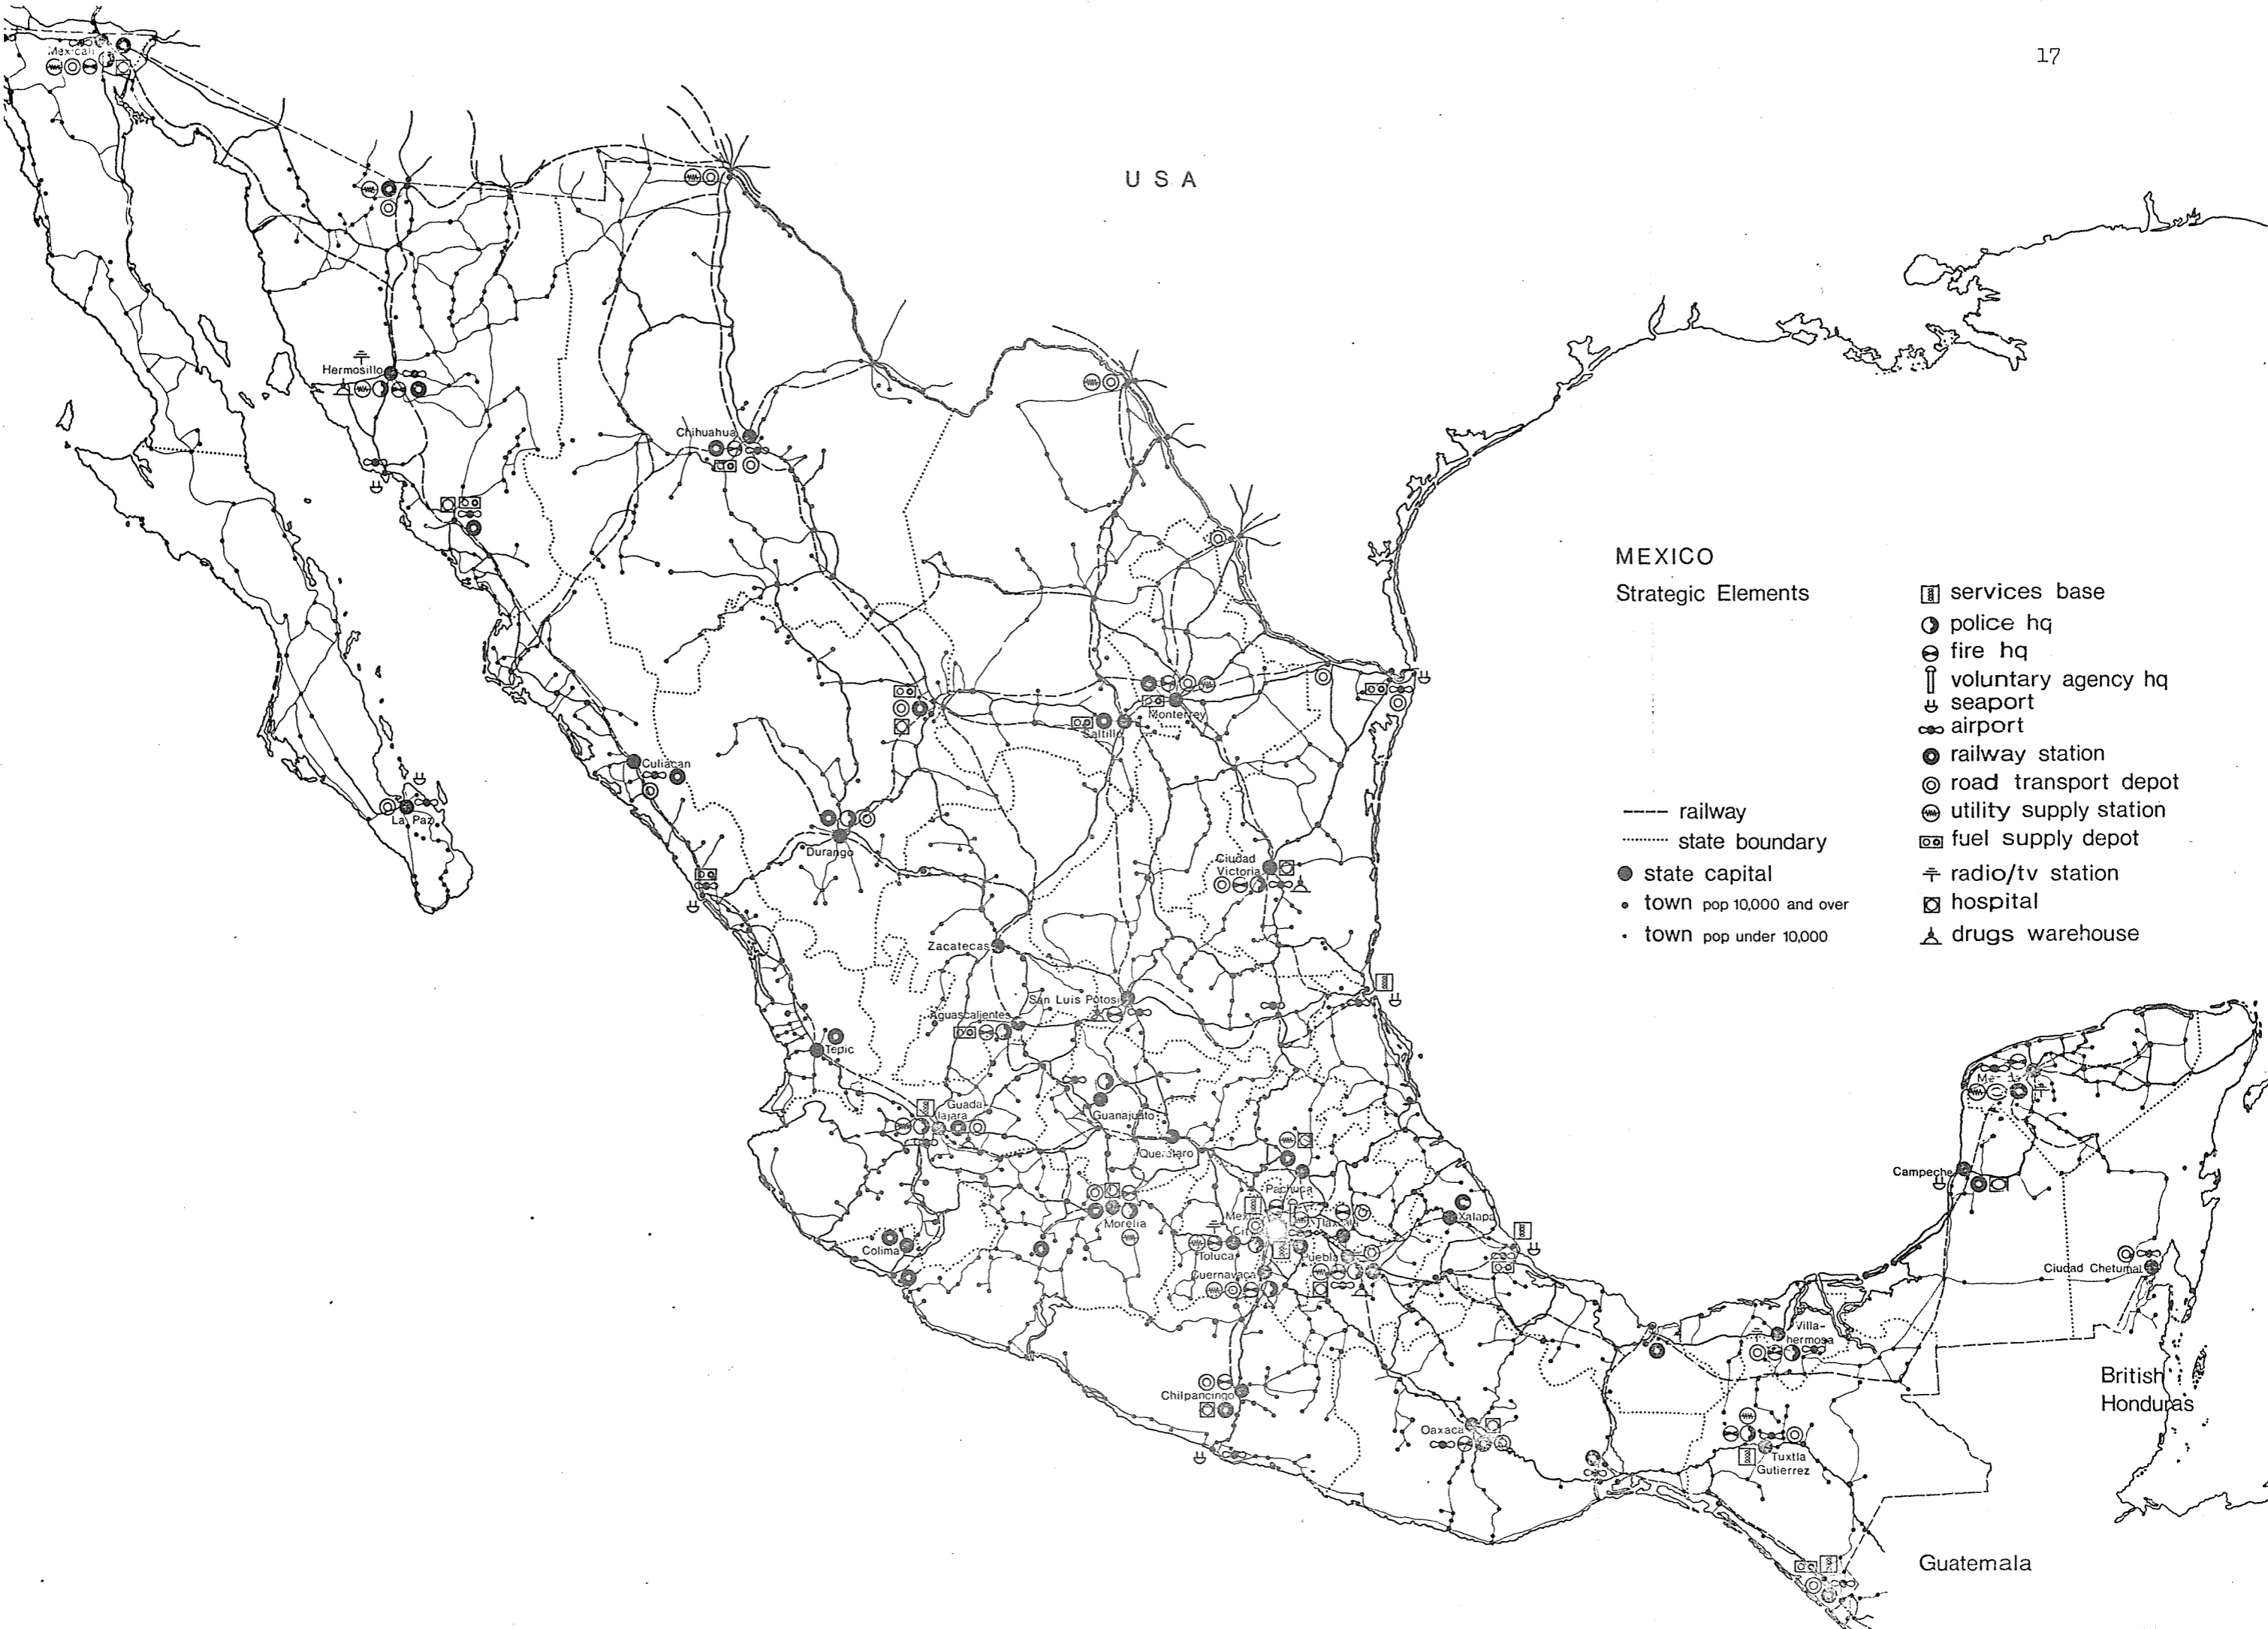 17
Mexicali
USA
Hermosillo
Chihuahua
MEXICO
Strategic Elements
services base
police hq
fire hq
voluntary agency hq
seaport
airport
railway station
road transport depot
utility supply station
fuel supply depot
radio/tv station
hospital
drugs warehouse
railway
state boundary
state capital
town pop 10,000 and over
town pop under 10,000
Monterrey
Saltillo
Culiacan
La Paz
Durango
Ciudad
Victoria
Zacatecas
San Luis Potosi
Aguascalientes
Tepic
Guada-
lajara
Guanajuato
Queretaro
Campeche
Pachuca
Morelia
Xalapa
Tlaxcala
Colima
Toluca
Puebla
Cuernavaca
Ciudad Chetumal
Villa-
hermosa
British
Honduras
Chilpancingo
Oaxaca
Tuxtla
Gutierrez
Guatemala